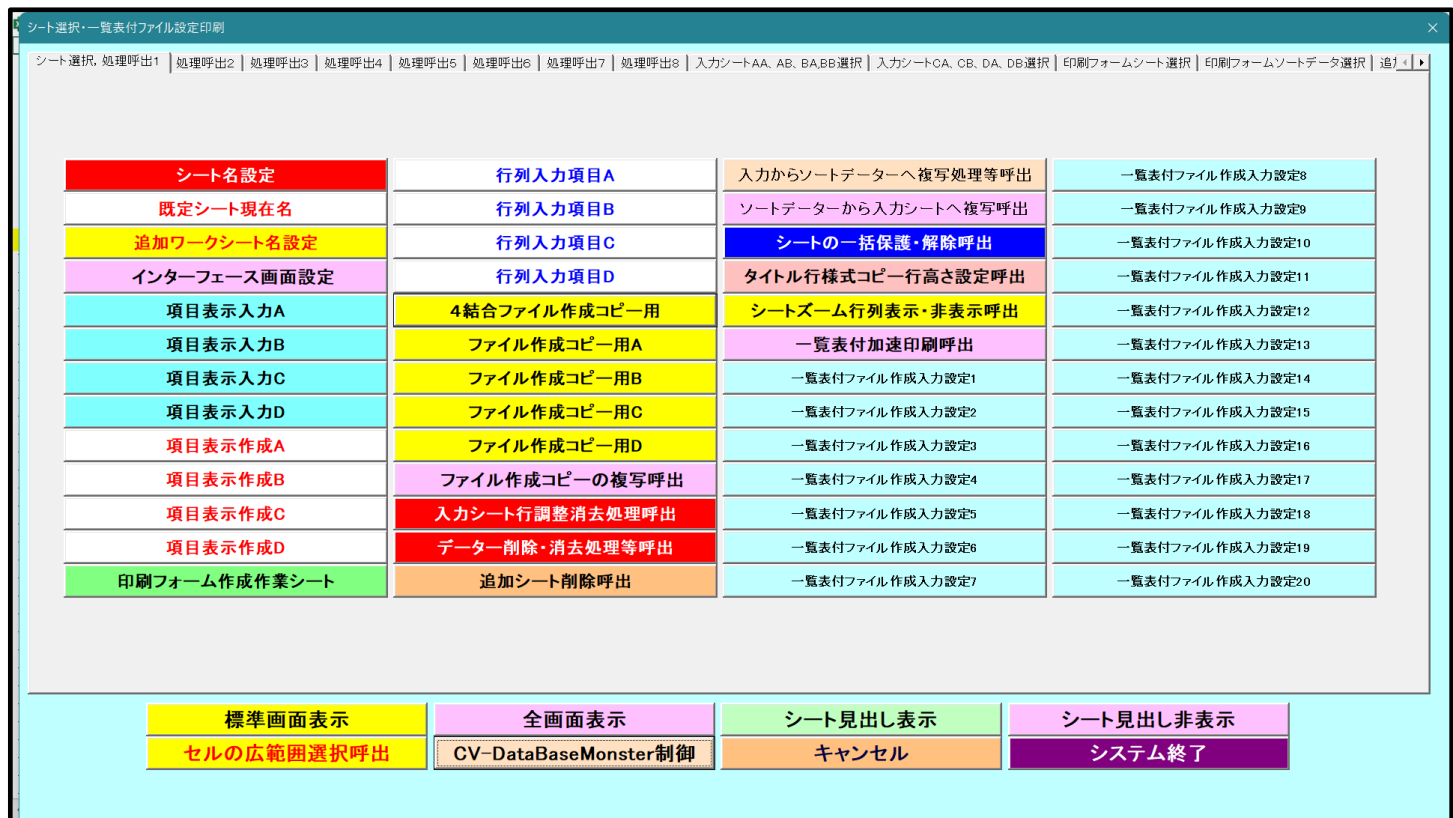 シート選択・一覧表付ファイル設定印刷
シート選択, 処理呼出1
処理呼出2
処理呼出3
処理呼出4
処理呼出5
処理呼出6
処理呼出7
処理呼出8
入力シートAA、AB、BA,BB選択
入力シートCA、CB、DA、DB選択
印刷フォームシート選択
印刷フォームソートデータ選択
シート名設定
既定シート現在名
追加ワークシート名設定
インターフェース画面設定
項目表示入力A
項目表示入力B
項目表示入力C
項目表示入力D
項目表示作成A
項目表示作成B
項目表示作成C
項目表示作成D
印刷フォーム作成作業シート
行列入力項目A
行列入力項目B
行列入力項目C
行列入力項目D
4結合ファイル作成コピー用
ファイル作成コピー用A
ファイル作成コピー用B
ファイル作成コピー用C
ファイル作成コピー用D
ファイル作成コピーの複写呼出
入力シート行調整消去処理呼出
データー削除・消去処理等呼出
追加シート削除呼出
入力からソートデーターへ複写処理等呼出
ソートデーターから入力シートへ複写呼出
シートの一括保護・解除呼出
タイトル行様式コピー行高さ設定呼出
シートズーム行列表示・非表示呼出
一覧表付加速印刷呼出
一覧表付ファイル作成入力設定1
一覧表付ファイル作成入力設定2
一覧表付ファイル作成入力設定3
一覧表付ファイル作成入力設定4
一覧表付ファイル作成入力設定5
一覧表付ファイル作成入力設定6
一覧表付ファイル作成入力設定7
一覧表付ファイル作成入力設定8
一覧表付ファイル作成入力設定9
一覧表付ファイル作成入力設定10
一覧表付ファイル作成入力設定11
一覧表付ファイル作成入力設定12
一覧表付ファイル作成入力設定13
一覧表付ファイル作成入力設定14
一覧表付ファイル作成入力設定15
一覧表付ファイル作成入力設定16
一覧表付ファイル作成入力設定17
一覧表付ファイル作成入力設定18
一覧表付ファイル作成入力設定19
一覧表付ファイル作成入力設定20
標準画面表示
全画面表示
シート見出し表示
シート見出し非表示
セルの広範囲選択呼出
CV-DataBaseMonster制御
キャンセル
システム終了